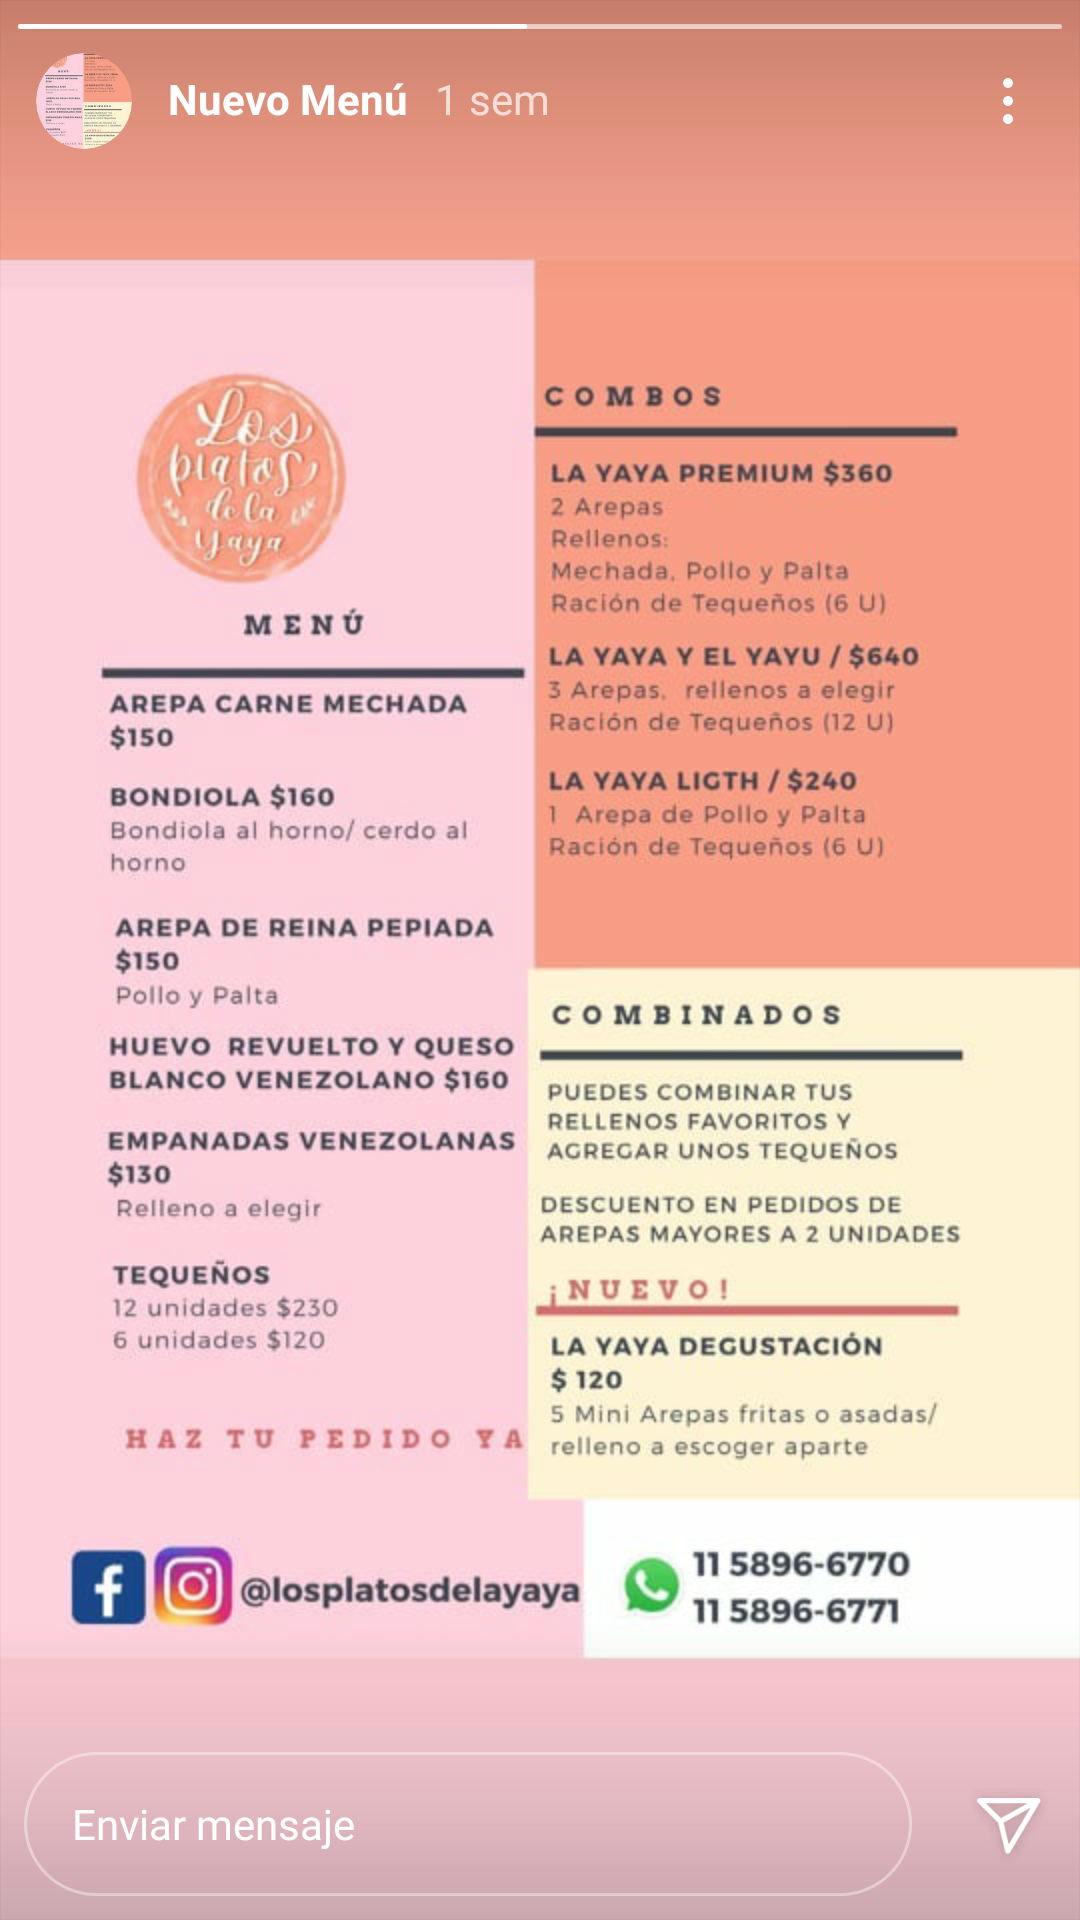 Nuevo Menú 1 sem
Los
platos
de la
Yaya
MENÚ
AREPA CARNE MECHADA
$150
BONDIOLA $160
Bondiola al horno/ cerdo al
horno
AREPA DE REINA PEPIADA
$150
Pollo y Palta
HUEVO REVUELTO Y QUESO
BLANCO VENEZOLANO $160
EMPANADAS VENEZOLANAS
$130
Relleno a elegir
TEQUEÑOS
12 unidades $230
6 unidades $120
HAZ TU PEDIDO YA
COMBOS
LA YAYA PREMIUM $360
2 Arepas
Rellenos:
Mechada, Pollo y Palta
Ración de Tequeños (6 U)
LA YAYA Y EL YAYU / $640
3 Arepas, rellenos a elegir
Ración de Tequeños (12 U)
LA YAYA LIGTH / $240
1 Arepa de Pollo y Palta
Ración de Tequeños (6 U)
COMBINADOS
PUEDES COMBINAR TUS
RELLENOS FAVORITOS Y
AGREGAR UNOS TEQUEÑOS
DESCUENTO EN PEDIDOS DE
AREPAS MAYORES A 2 UNIDADES
¡NUEVO!
LA YAYA DEGUSTACIÓN
$ 120
5 Mini Arepas fritas o asadas/
relleno a escoger aparte
@losplatosdelayaya
11 5896-6770
11 5896-6771
Enviar mensaje